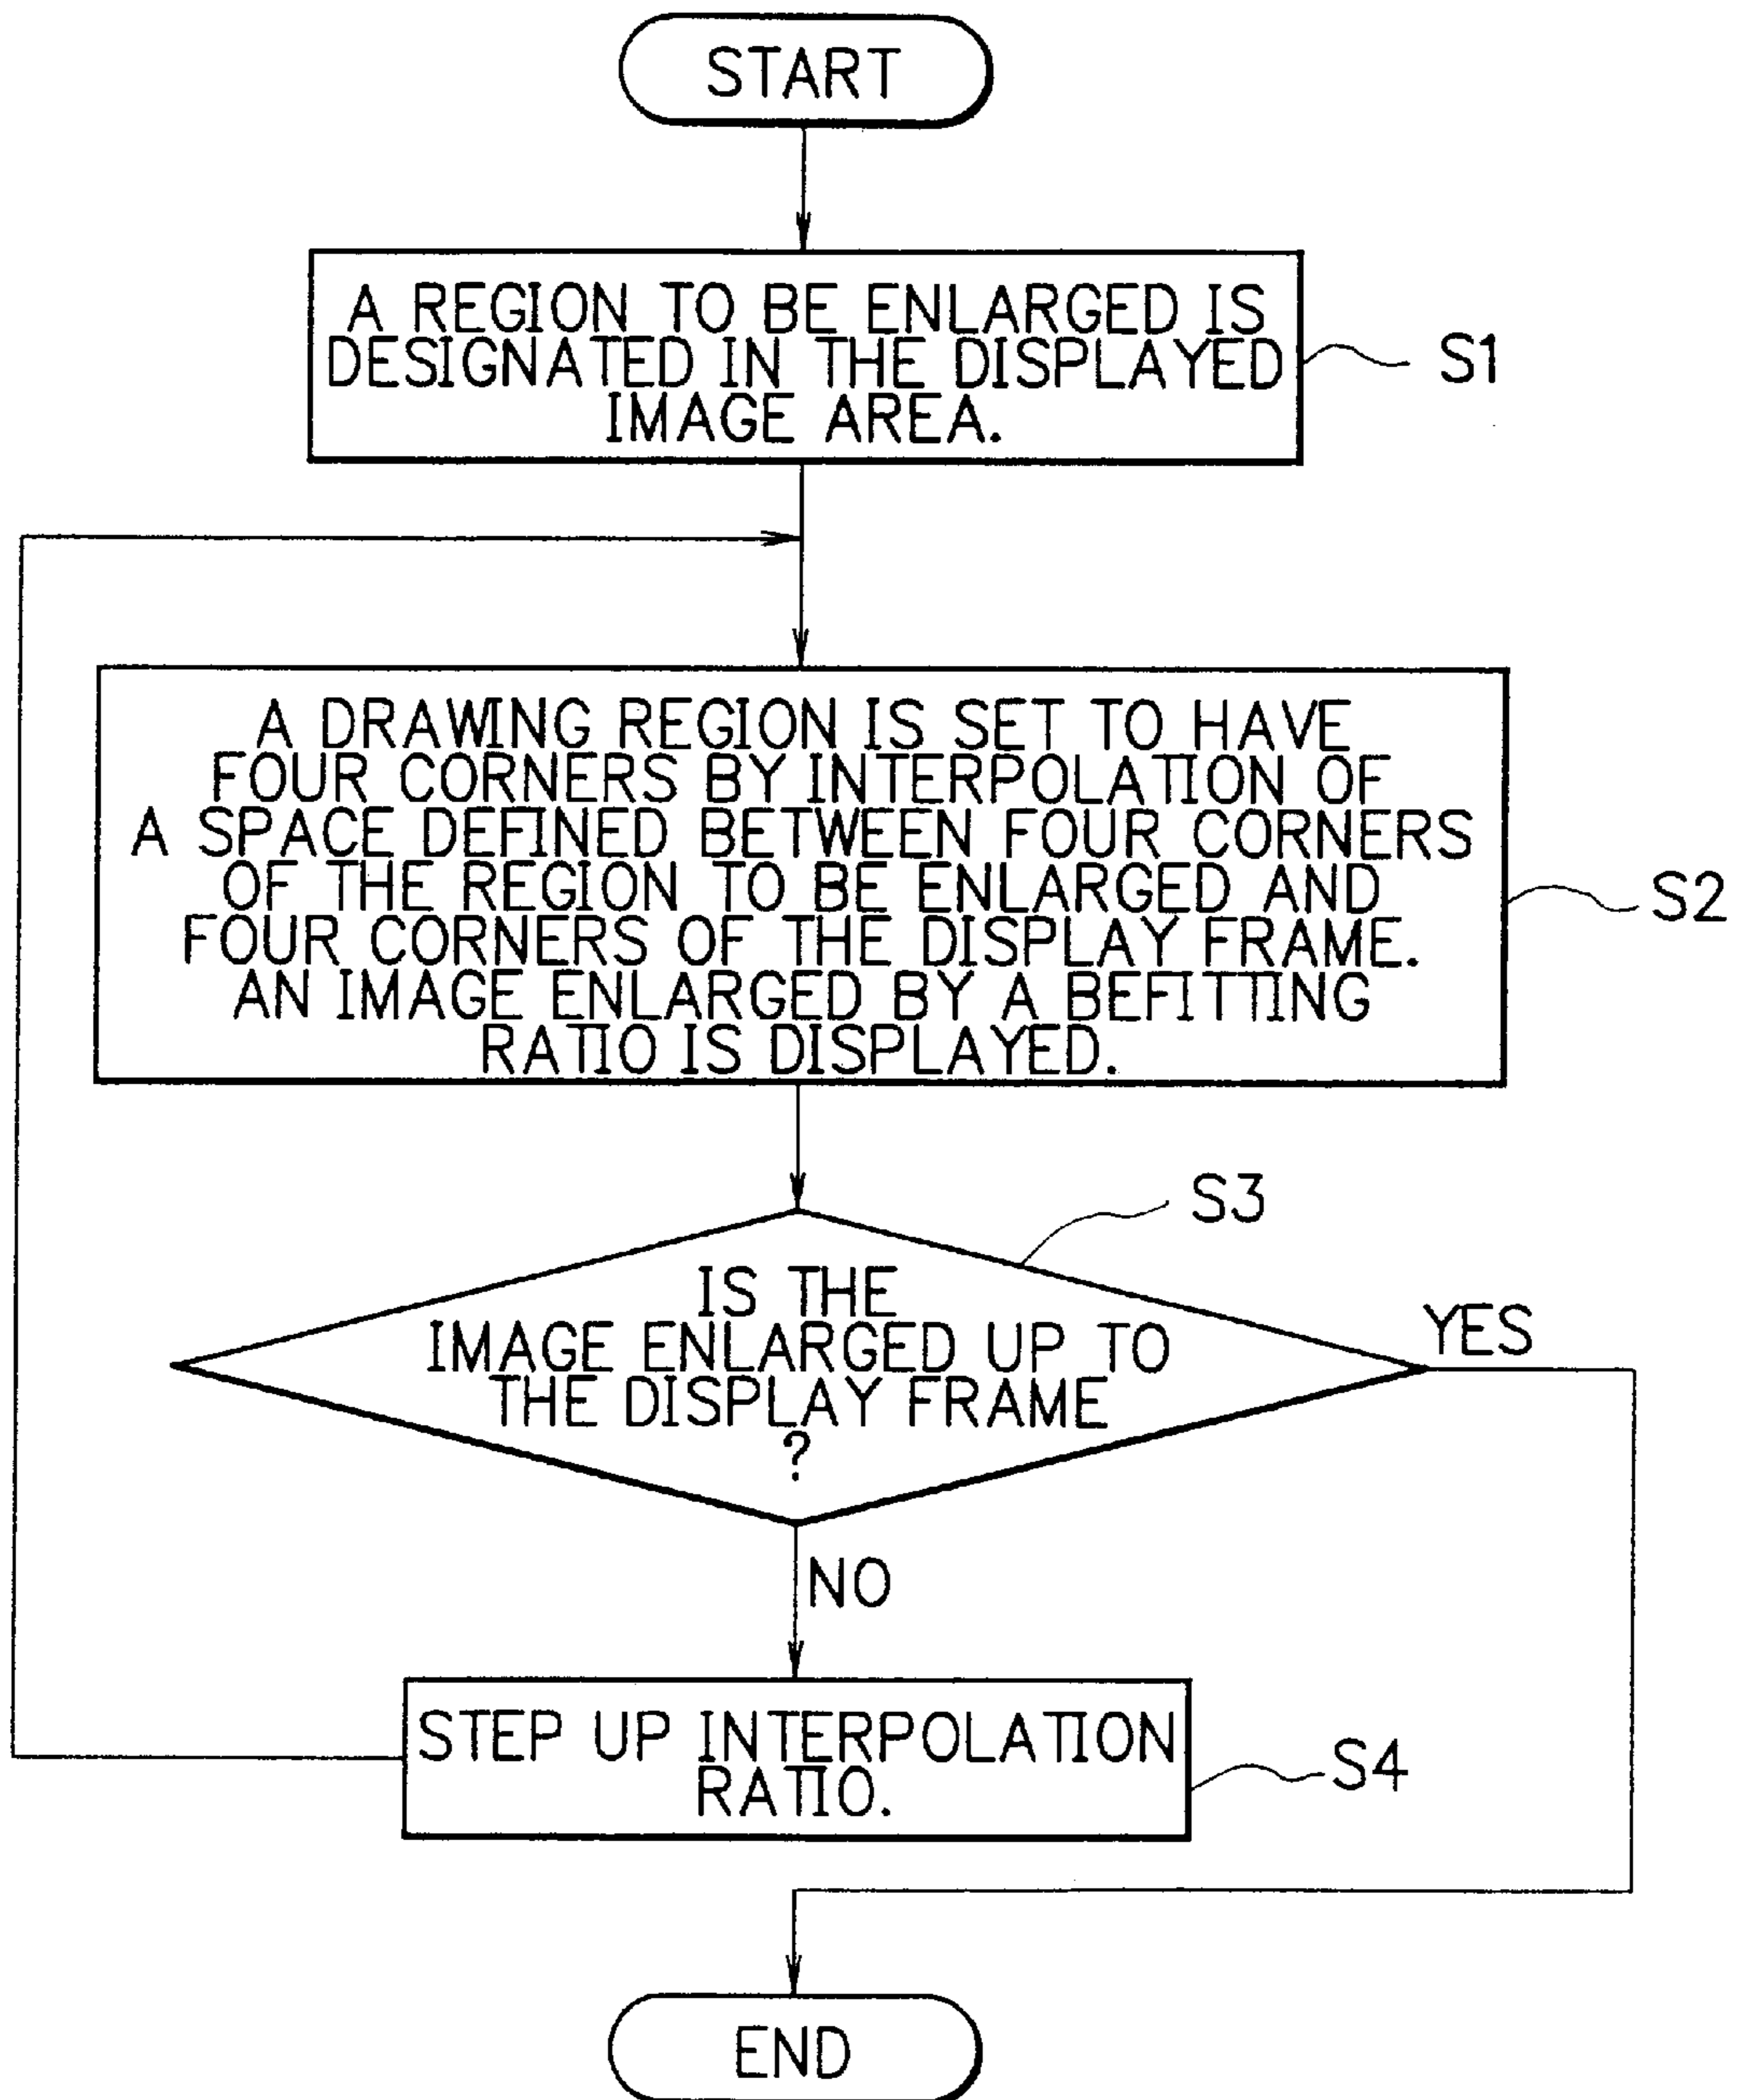 START
A REGION TO BE ENLARGED IS
DESIGNATED IN THE DISPLAYED
IMAGE AREA.
S1
A DRAWING REGION IS SET TO HAVE
FOUR CORNERS BY INTERPOLATION OF
A SPACE DEFINED BETWEEN FOUR CORNERS
OF THE REGION TO BE ENLARGED AND
FOUR CORNERS OF THE DISPLAY FRAME.
AN IMAGE ENLARGED BY A BEFITTING
RATIO IS DISPLAYED.
S2
S3
IS THE
IMAGE ENLARGED UP TO
THE DISPLAY FRAME
?
YES
NO
STEP UP INTERPOLATION
RATIO.
S4
END